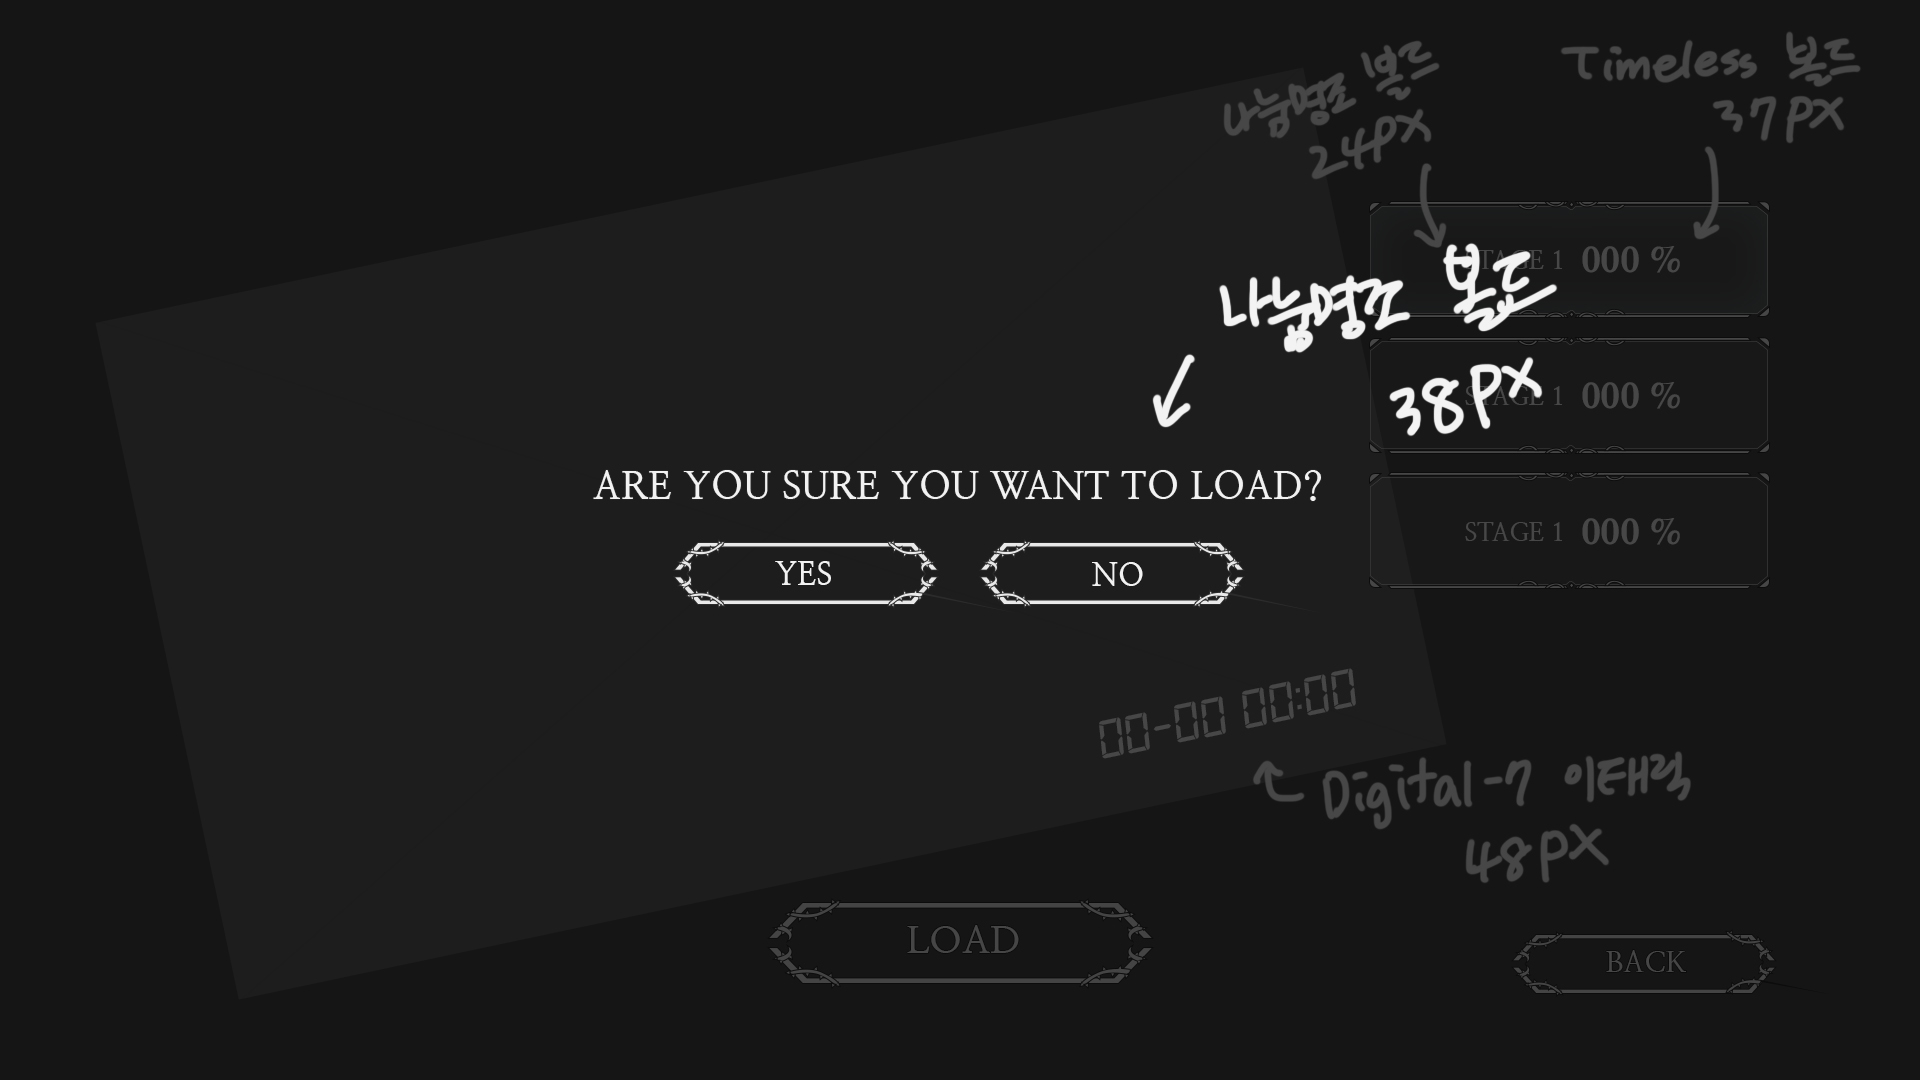 나눔명조 볼드
24px
Timeless 볼드
37px
STAGE 1 000 %
나눔명조 볼드
38px
STAGE 1 000 %
ARE YOU SURE YOU WANT TO LOAD?
YES
NO
STAGE 1 000 %
00-00 00:00
Digital-7 이태릭
48px
LOAD
BACK